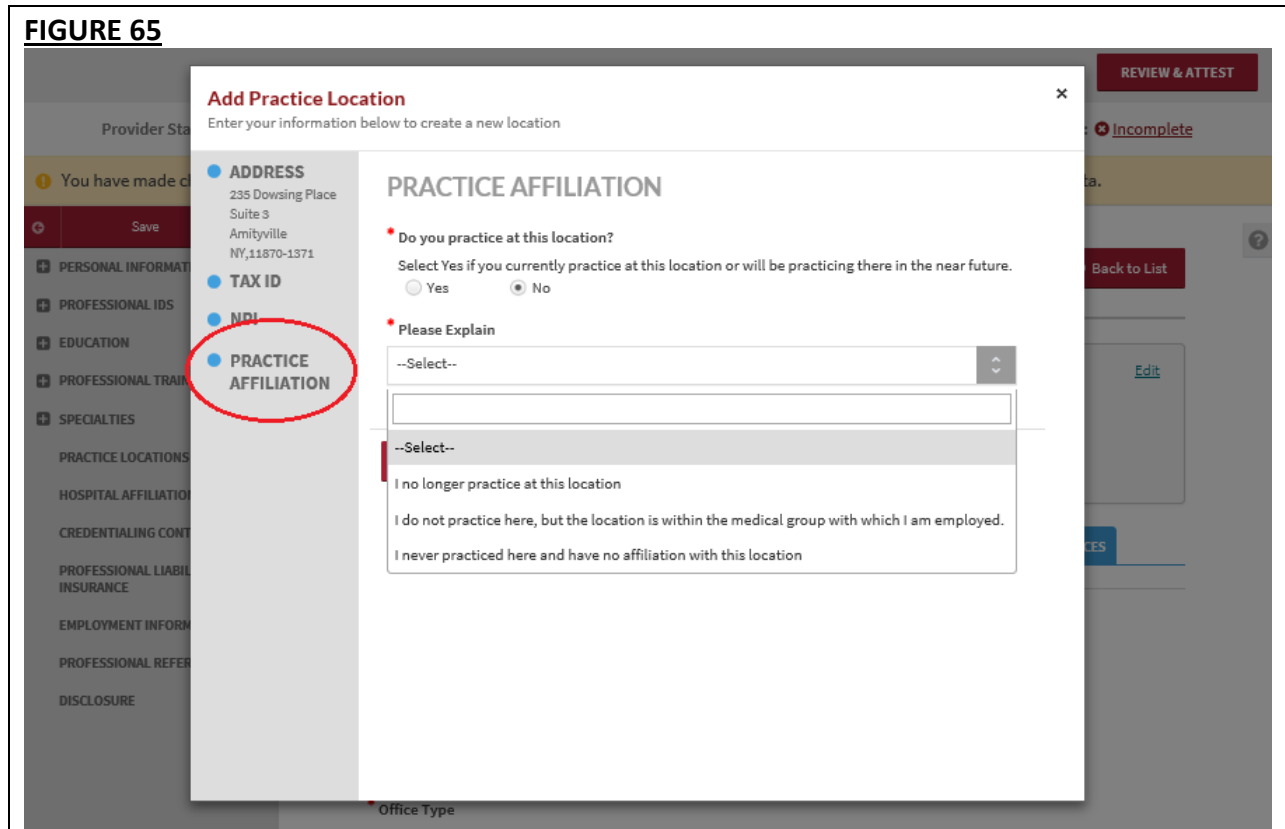 FIGURE 65
REVIEW & ATTEST
Add Practice Location
Enter your information below to create a new location
×
Provider Sta
: Incomplete
You have made ch
ta.
Save
Back to List
PERSONAL INFORMAT
PROFESSIONAL IDS
EDUCATION
PROFESSIONAL TRAIN
SPECIALTIES
PRACTICE LOCATIONS
HOSPITAL AFFILIATIO
CREDENTIALING CONT
PROFESSIONAL LIABIL
INSURANCE
EMPLOYMENT INFORM
PROFESSIONAL REFER
DISCLOSURE
ADDRESS
235 Dowsing Place
Suite 3
Amityville
NY,11870-1371
TAX ID
NPI
PRACTICE
AFFILIATION
PRACTICE AFFILIATION
* Do you practice at this location?
Select Yes if you currently practice at this location or will be practicing there in the near future.
Yes No
* Please Explain
--Select--
--Select--
I no longer practice at this location
I do not practice here, but the location is within the medical group with which I am employed.
I never practiced here and have no affiliation with this location
Edit
CES
* Office Type